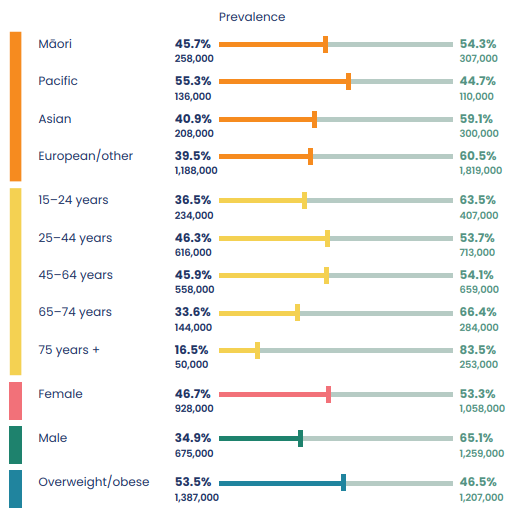 Prevalence
Māori 45.7% 54.3%
258,000 307,000
Pacific 55.3% 44.7%
136,000 110,000
Asian 40.9% 59.1%
208,000 300,000
European/other 39.5% 60.5%
1,188,000 1,819,000
15–24 years 36.5% 63.5%
234,000 407,000
25–44 years 46.3% 53.7%
616,000 713,000
45–64 years 45.9% 54.1%
558,000 659,000
65–74 years 33.6% 66.4%
144,000 284,000
75 years + 16.5% 83.5%
50,000 253,000
Female 46.7% 53.3%
928,000 1,058,000
Male 34.9% 65.1%
675,000 1,259,000
Overweight/obese 53.5% 46.5%
1,387,000 1,207,000